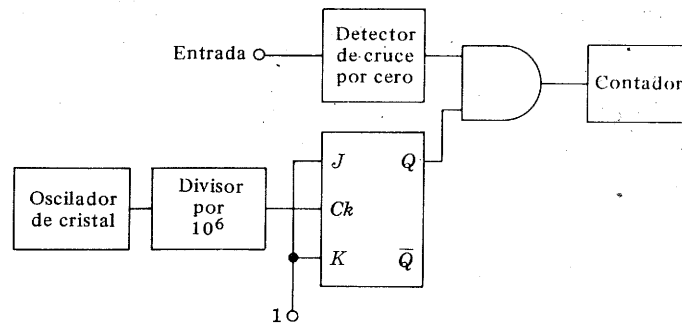 Detector
de cruce
por cero
Entrada
Contador
J
Q
Oscilador
de cristal
Divisor
por
10⁶
Ck
K
Q̅
1